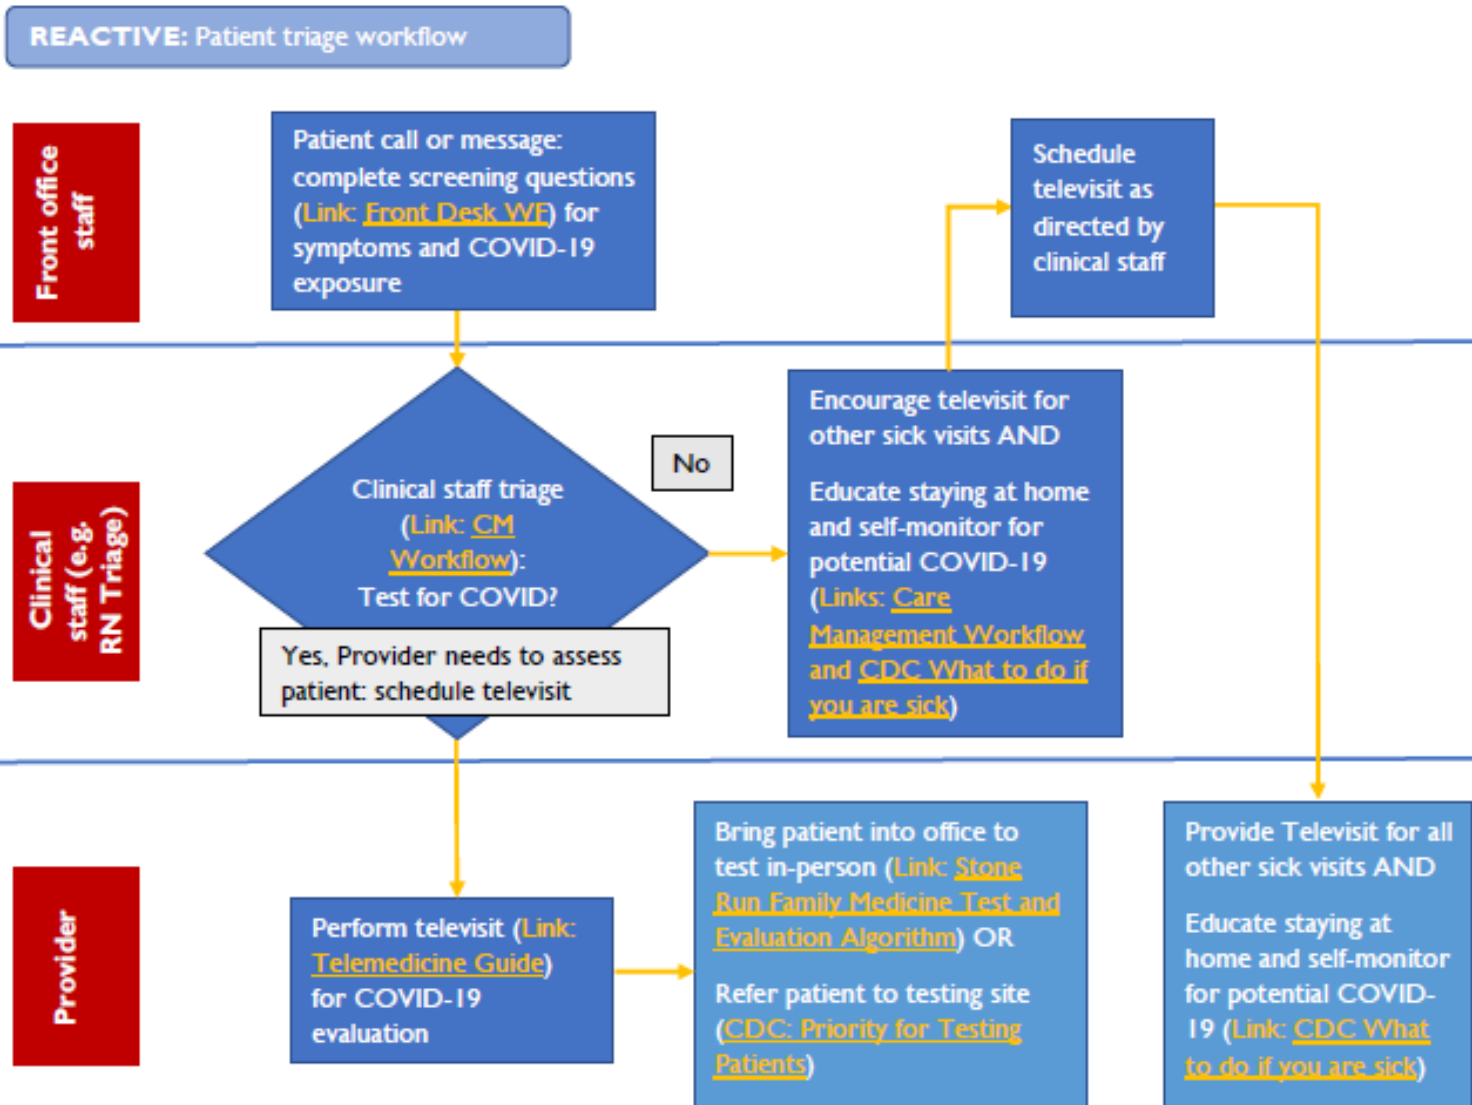 REACTIVE: Patient triage workflow
Front office
staff
Patient call or message:
complete screening questions
(Link: Front Desk WF) for
symptoms and COVID-19
exposure
Schedule
televisit as
directed by
clinical staff
Clinical
staff (e.g.
RN Triage)
Clinical staff triage
(Link: CM
Workflow):
Test for COVID?
No
Yes, Provider needs to assess
patient: schedule televisit
Encourage televisit for
other sick visits AND
Educate staying at home
and self-monitor for
potential COVID-19
(Links: Care
Management Workflow
and CDC What to do if
you are sick)
Provider
Perform televisit (Link:
Telemedicine Guide)
for COVID-19
evaluation
Bring patient into office to
test in-person (Link: Stone
Run Family Medicine Test and
Evaluation Algorithm) OR
Refer patient to testing site
(CDC: Priority for Testing
Patients)
Provide Televisit for all
other sick visits AND
Educate staying at
home and self-monitor
for potential COVID-
19 (Link: CDC What
to do if you are sick)